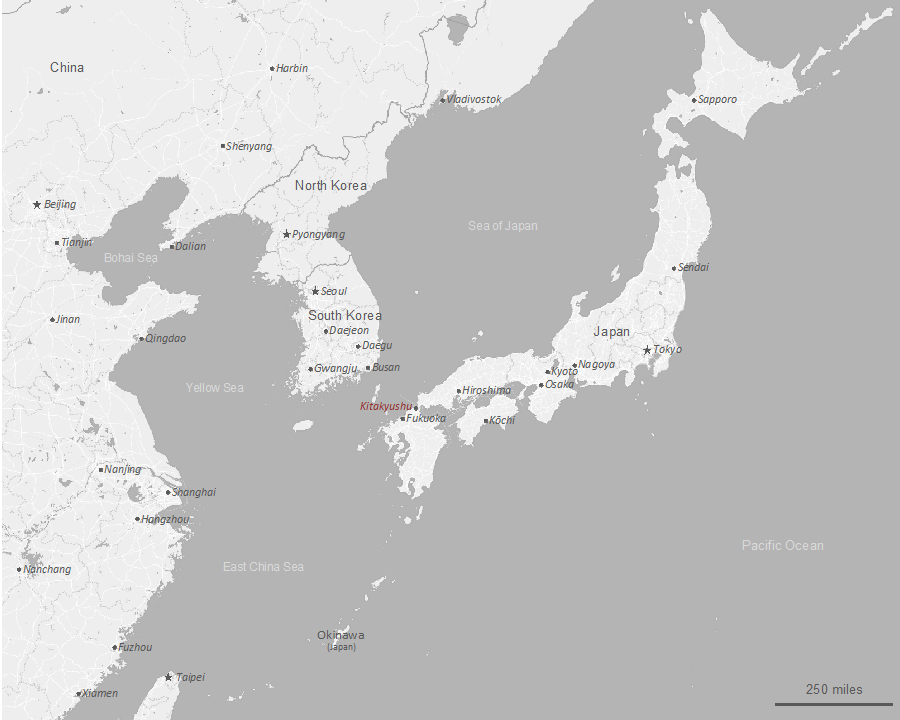 China
Harbin
Vladivostok
Sapporo
Shenyang
North Korea
Beijing
Pyongyang
Sea of Japan
Tianjin
Dalian
Bohai Sea
Sendai
Seoul
South Korea
Jinan
Daejeon
Japan
Qingdao
Daegu
Tokyo
Gwangju
Busan
Nagoya
Kyoto
Yellow Sea
Osaka
Hiroshima
Kitakyushu
Fukuoka
Kōchi
Nanjing
Shanghai
Hangzhou
Pacific Ocean
East China Sea
Nanchang
Okinawa
(Japan)
Fuzhou
Taipei
Xiamen
250 miles